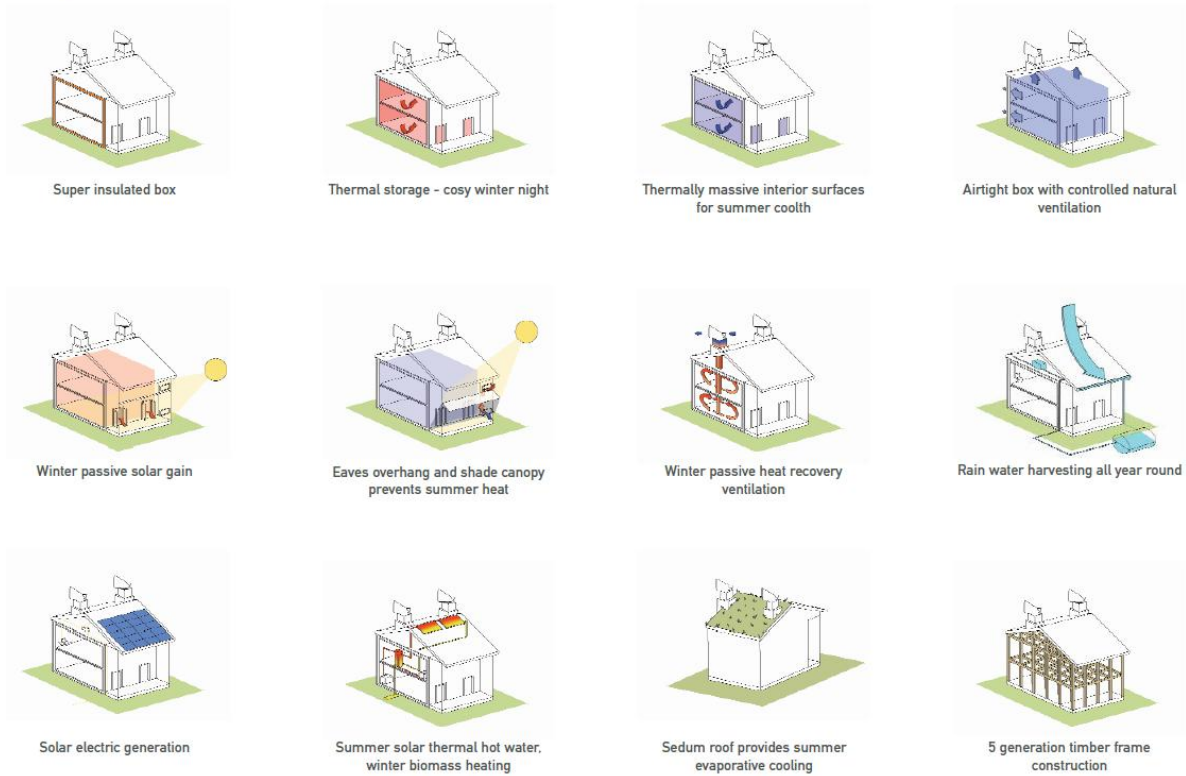 Super insulated box
Thermal storage - cosy winter night
Thermally massive interior surfaces
for summer coolth
Airtight box with controlled natural
ventilation
Winter passive solar gain
Eaves overhang and shade canopy
prevents summer heat
Winter passive heat recovery
ventilation
Rain water harvesting all year round
Solar electric generation
Summer solar thermal hot water,
winter biomass heating
Sedum roof provides summer
evaporative cooling
5 generation timber frame
construction